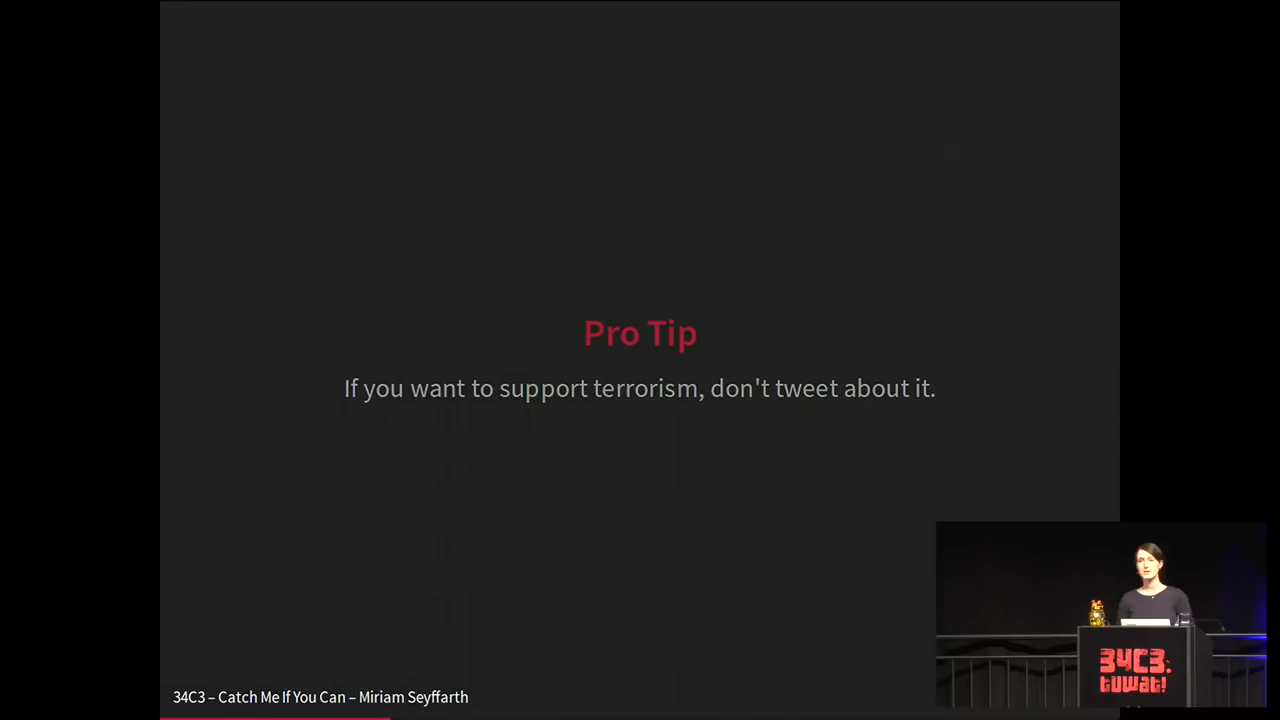 Pro Tip
If you want to support terrorism, don't tweet about it.
34C3 – Catch Me If You Can – Miriam Seyffarth
34C3.
tuwat!